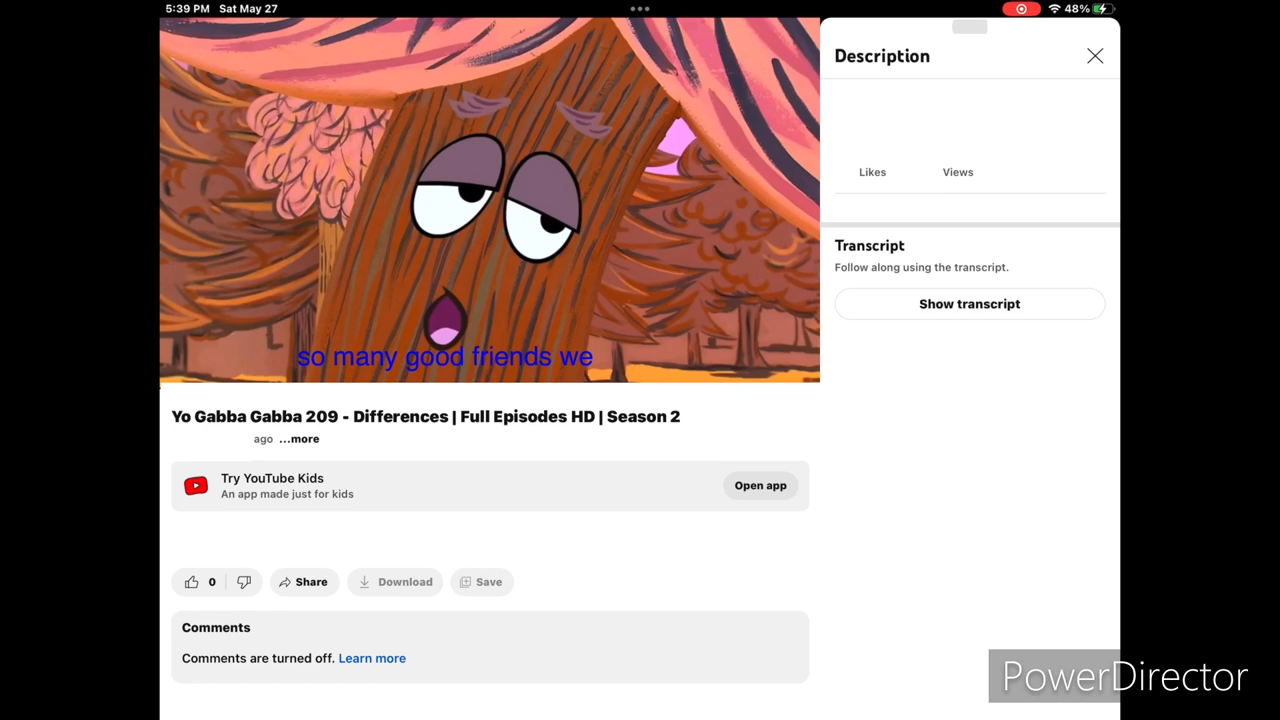 5:39 PM Sat May 27
48%
so many good friends we
Yo Gabba Gabba 209 - Differences | Full Episodes HD | Season 2
ago ...more
Try YouTube Kids
An app made just for kids
Open app
0
Share
Download
Save
Comments
Comments are turned off. Learn more
Description
Likes Views
Transcript
Follow along using the transcript.
Show transcript
PowerDirector